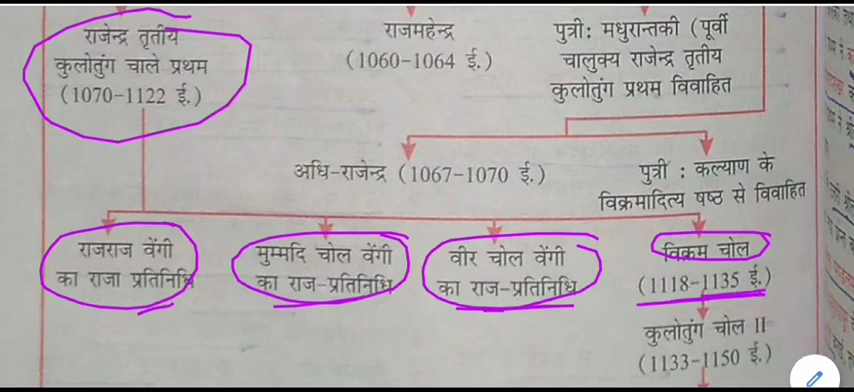 राजेन्द्र तृतीय
कुलोतुंग चाले प्रथम
(1070-1122 ई.)
राजमहेन्द्र
(1060-1064 ई.)
पुत्री: मधुरान्तकी (पूर्वी
चालुक्य राजेन्द्र तृतीय
कुलोतुंग प्रथम विवाहित
अधि-राजेन्द्र (1067-1070 ई.)
पुत्री : कल्याण के
विक्रमादित्य षष्ठ से विवाहित
राजराज वेंगी
का राजा प्रतिनिधि
मुम्मदि चोल वेंगी
का राज-प्रतिनिधि
वीर चोल वेंगी
का राज-प्रतिनिधि
विक्रम चोल
(1118-1135 ई.)
कुलोतुंग चोल II
(1133-1150 ई.)